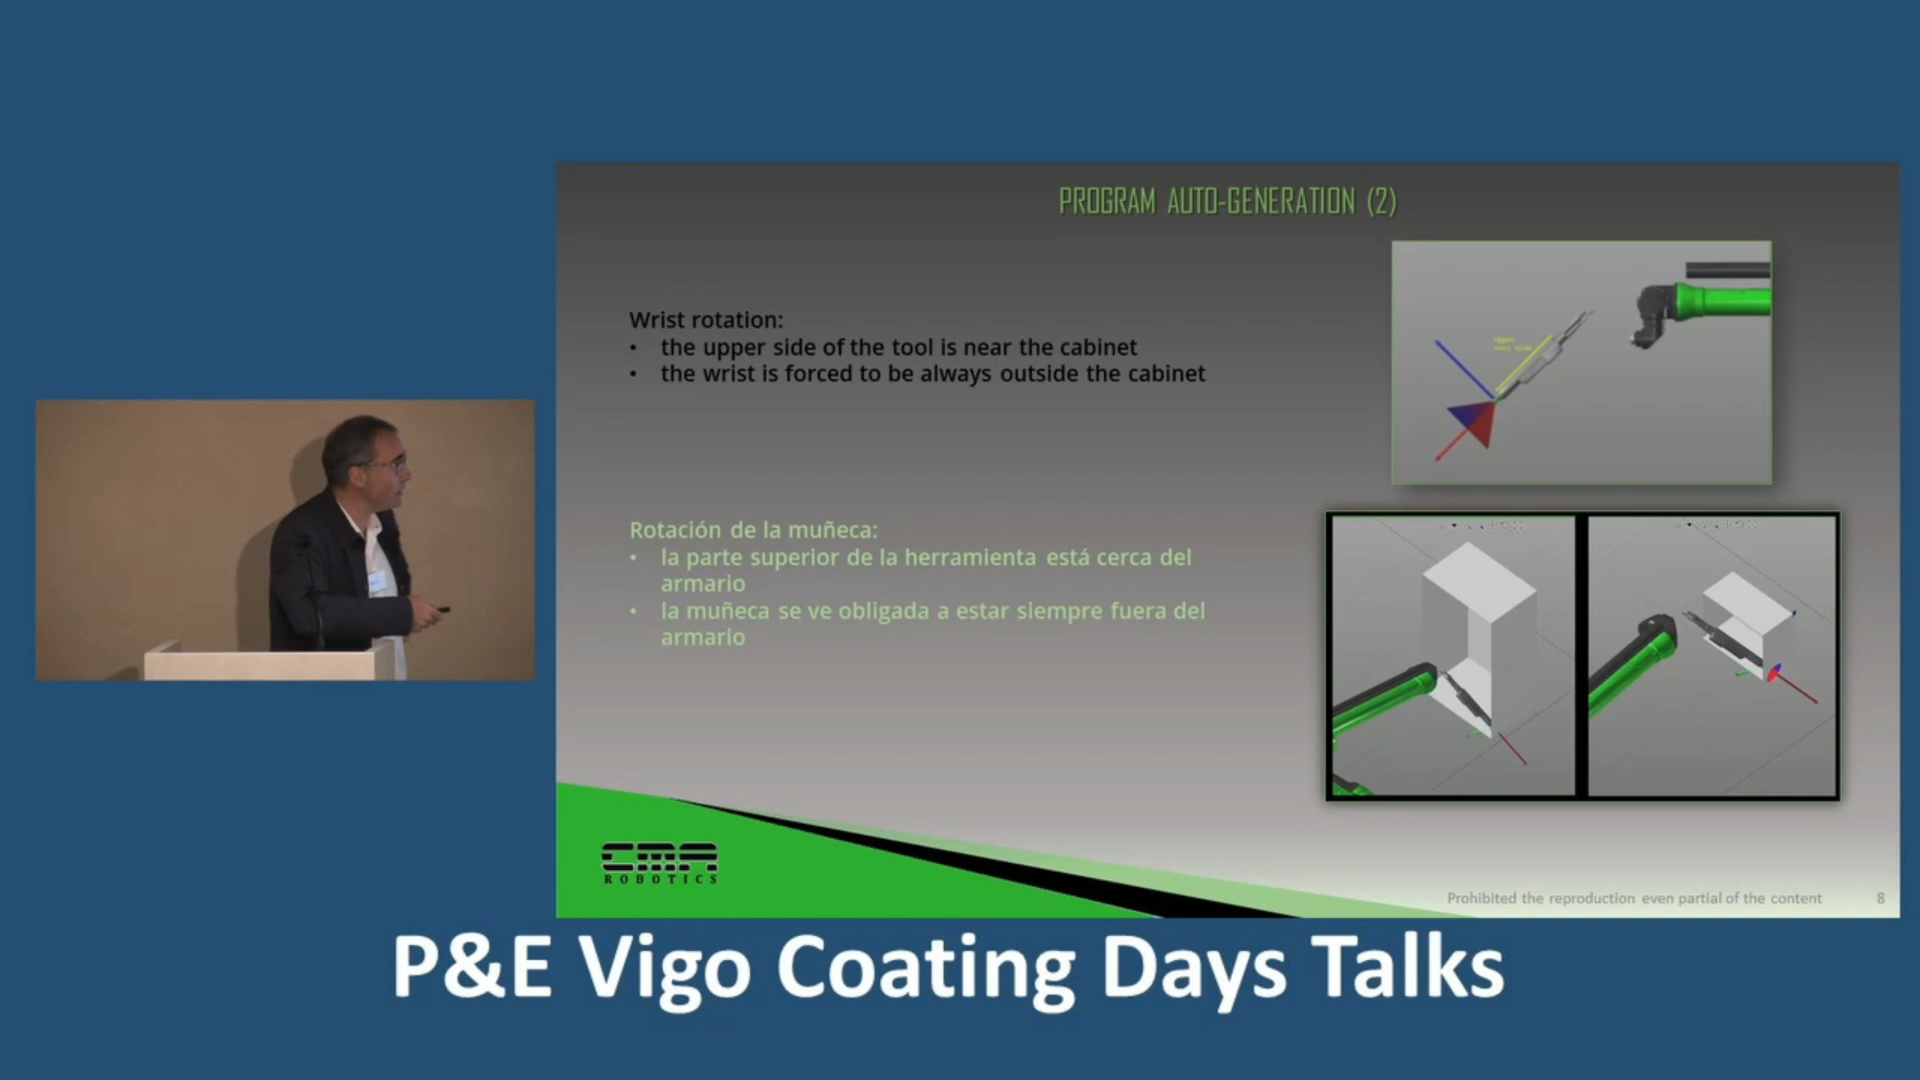 PROGRAM AUTO-GENERATION (2)
Wrist rotation:
• the upper side of the tool is near the cabinet
• the wrist is forced to be always outside the cabinet
Rotación de la muñeca:
• la parte superior de la herramienta está cerca del
armario
• la muñeca se ve obligada a estar siempre fuera del
armario
CMA
ROBOTICS
Prohibited the reproduction even partial of the content
8
P&E Vigo Coating Days Talks